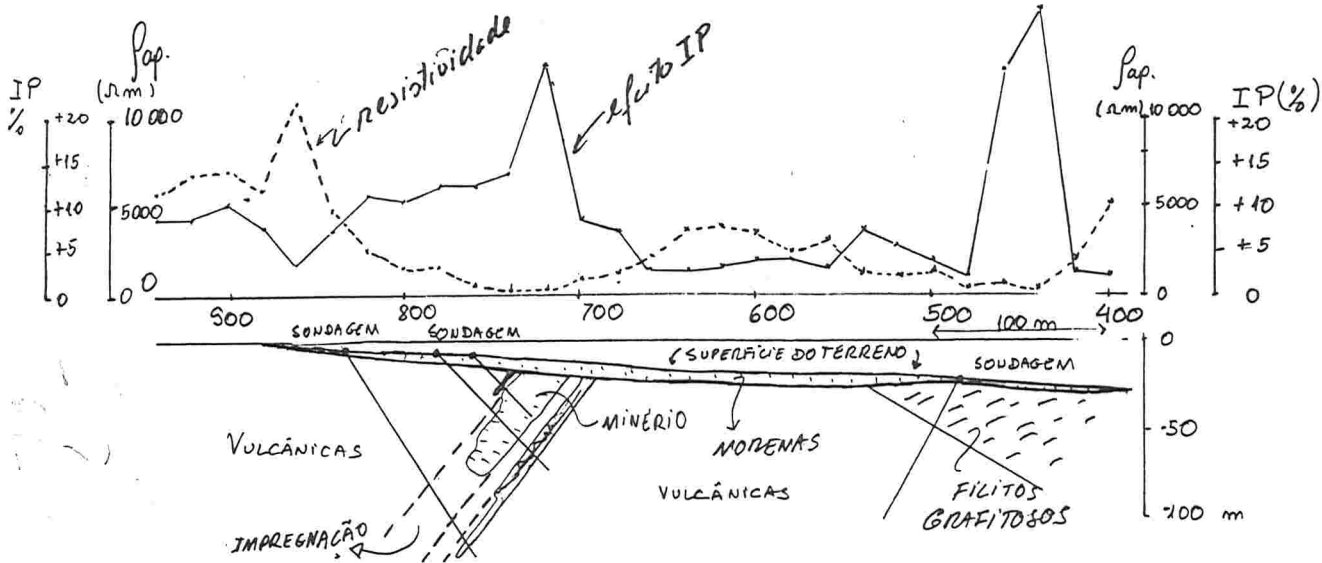 ρap.
IP
%
(Ωm)
resistividade
efeito IP
ρap.
(Ωm)
IP(%)
+20
+15
+10
+5
0
10 000
5000
0
0
10 000
5000
0
+20
+15
+10
+5
0
900
800
700
600
500
400
100 m
SONDAGEM
SONDAGEM
(SUPERFÍCIE DO TERRENO)
SONDAGEM
0
-50
-100 m
VULCÂNICAS
MINÉRIO
MORENAS
VULCÂNICAS
FILITOS
GRAFITOSOS
IMPREGNAÇÃO